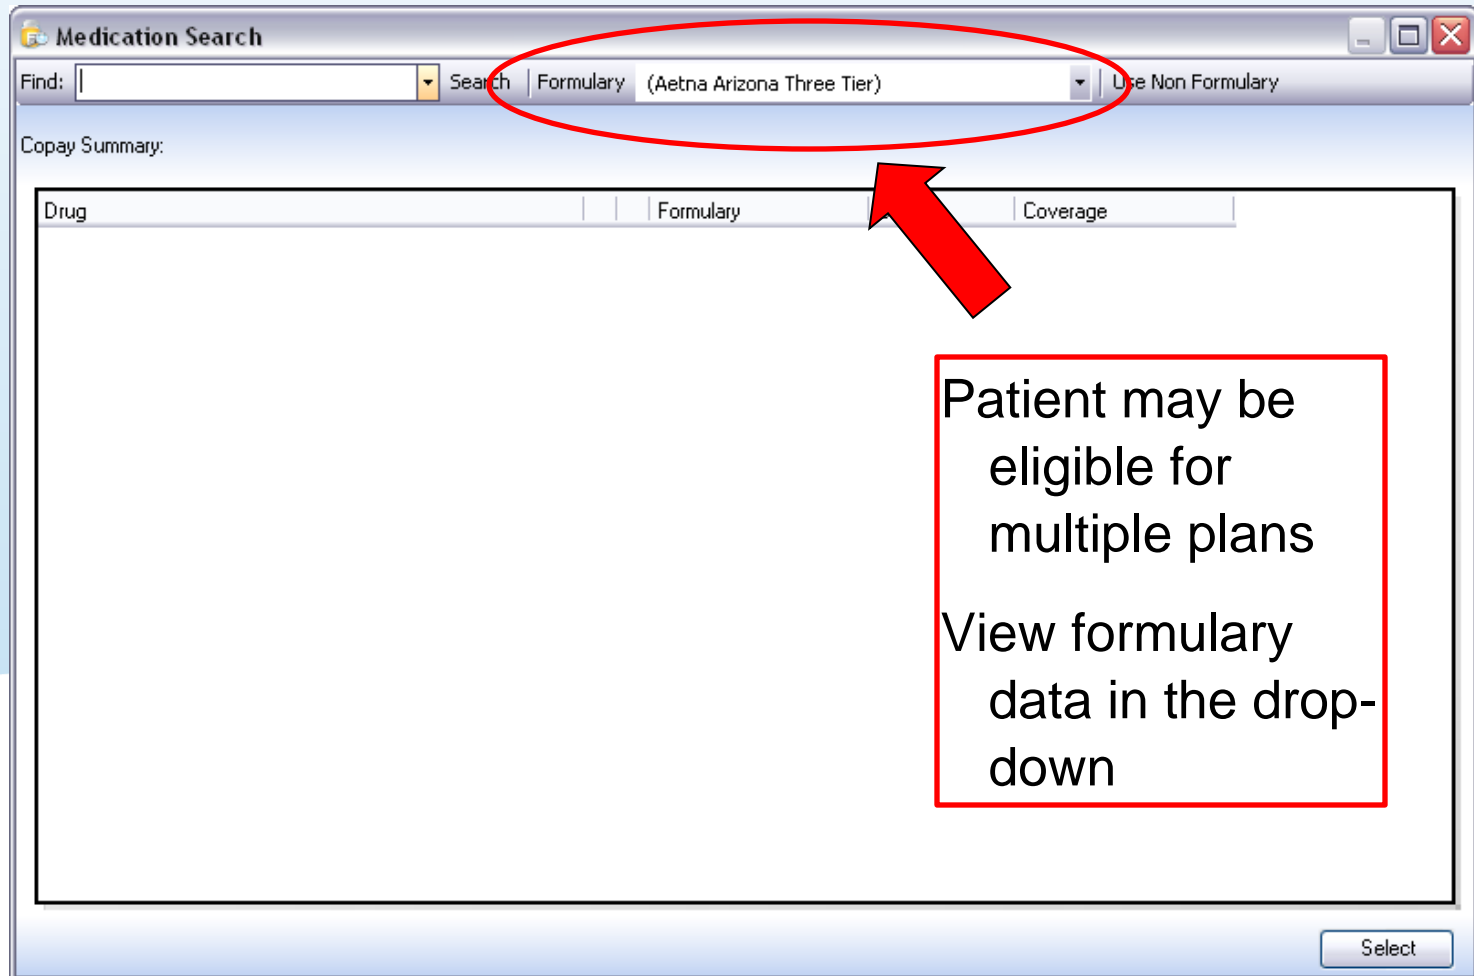 Medication Search
Find: Search Formulary (Aetna Arizona Three Tier) Use Non Formulary
Copay Summary:
Drug Formulary Coverage
Patient may be
eligible for
multiple plans
View formulary
data in the drop-
down
Select